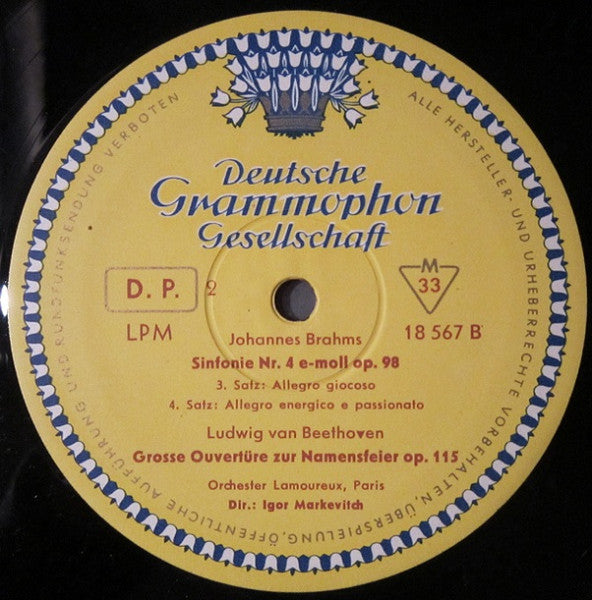 Deutsche
Grammophon
Gesellschaft
D. P. 2
M
33
LPM
18 567 B
Johannes Brahms
Sinfonie Nr. 4 e-moll op. 98
3. Satz: Allegro giocoso
4. Satz: Allegro energico e passionato
Ludwig van Beethoven
Grosse Ouvertüre zur Namensfeier op. 115
Orchester Lamoureux, Paris
Dir.: Igor Markevitch
ALLE HERSTELLER- UND URHEBERRECHTE VORBEHALTEN, ÜBERSPIELUNG, ÖFFENTLICHE AUFFÜHRUNG UND RUNDFUNKSENDUNG VERBOTEN